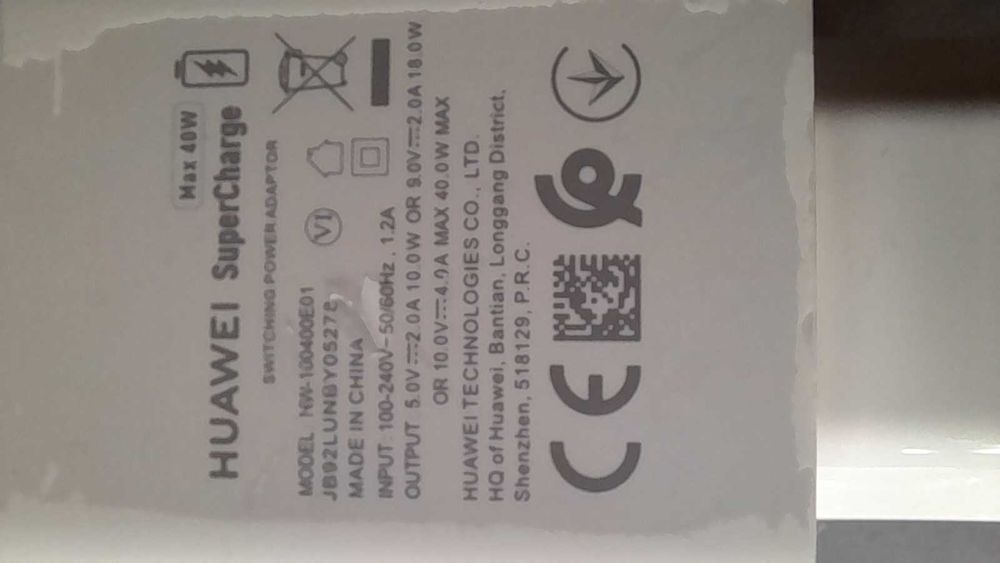 Max 40W
HUAWEI SuperCharge
SWITCHING POWER ADAPTOR
MODEL HW-100400E01
JB92LUNBY05278
VI
MADE IN CHINA
INPUT: 100-240V~50/60Hz, 1.2A
OUTPUT 5.0V⎓2.0A 10.0W OR 9.0V⎓2.0A 18.0W
OR 10.0V⎓4.0A MAX 40.0W MAX
HUAWEI TECHNOLOGIES CO., LTD.
HQ of Huawei, Bantian, Longgang District,
Shenzhen, 518129, P.R.C.
CE